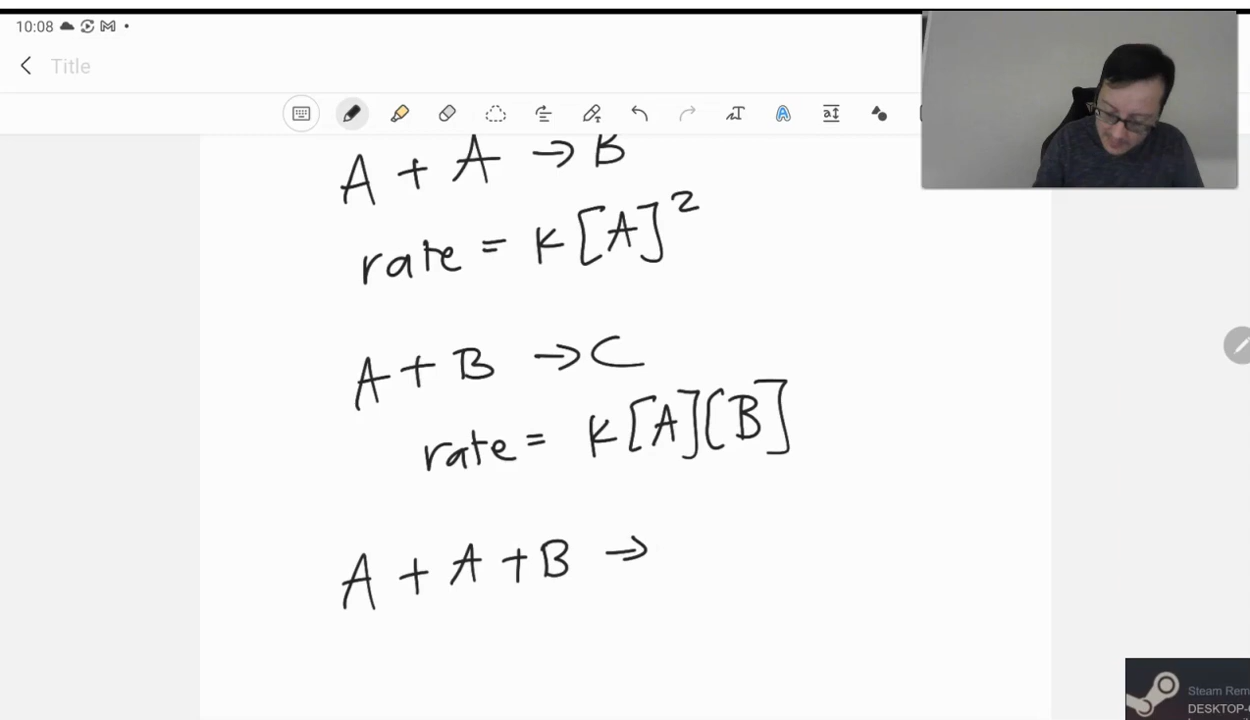 10:08
Title
A + A → B
rate = K[A]²
A + B → C
rate = K[A][B]
A + A + B →
Steam Rem
DESKTOP-